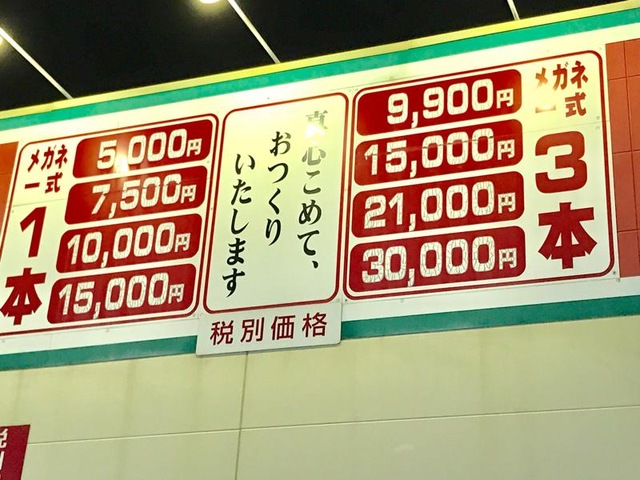 メガネ
一式
1本
5,000円
7,500円
10,000円
15,000円
真心こめて、
おつくり
いたします
税別価格
9,900円
15,000円
21,000円
30,000円
メガネ
一式
3本
税別